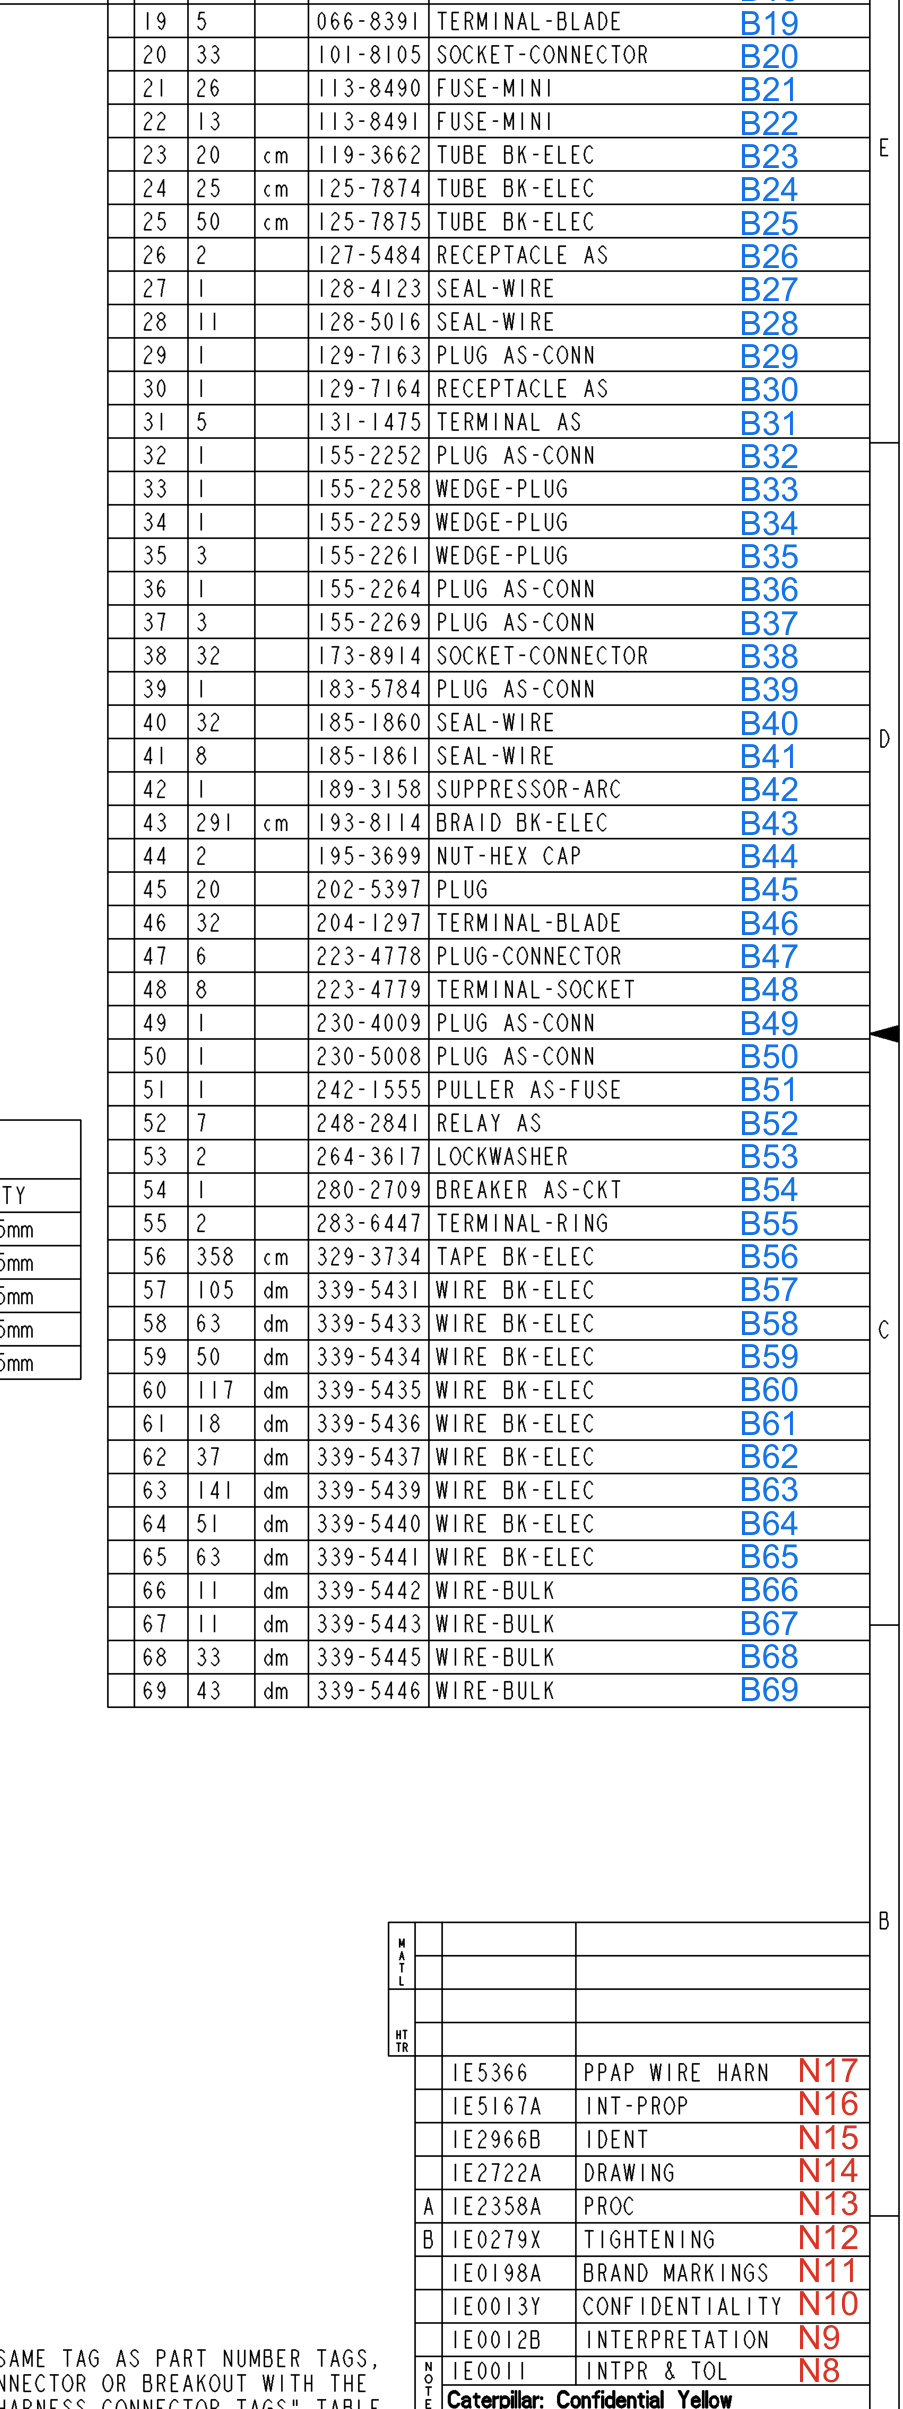 19 5 066-8391 TERMINAL-BLADE B19
20 33 101-8105 SOCKET-CONNECTOR B20
21 26 113-8490 FUSE-MINI B21
22 13 113-8491 FUSE-MINI B22
23 20 cm 119-3662 TUBE BK-ELEC B23
E
24 25 cm 125-7874 TUBE BK-ELEC B24
25 50 cm 125-7875 TUBE BK-ELEC B25
26 2 127-5484 RECEPTACLE AS B26
27 1 128-4123 SEAL-WIRE B27
28 11 128-5016 SEAL-WIRE B28
29 1 129-7163 PLUG AS-CONN B29
30 1 129-7164 RECEPTACLE AS B30
31 5 131-1475 TERMINAL AS B31
32 1 155-2252 PLUG AS-CONN B32
33 1 155-2258 WEDGE-PLUG B33
34 1 155-2259 WEDGE-PLUG B34
35 3 155-2261 WEDGE-PLUG B35
36 1 155-2264 PLUG AS-CONN B36
37 3 155-2269 PLUG AS-CONN B37
38 32 173-8914 SOCKET-CONNECTOR B38
39 1 183-5784 PLUG AS-CONN B39
40 32 185-1860 SEAL-WIRE B40
D
41 8 185-1861 SEAL-WIRE B41
42 1 189-3158 SUPPRESSOR-ARC B42
43 291 cm 193-8114 BRAID BK-ELEC B43
44 2 195-3699 NUT-HEX CAP B44
45 20 202-5397 PLUG B45
46 32 204-1297 TERMINAL-BLADE B46
47 6 223-4778 PLUG-CONNECTOR B47
48 8 223-4779 TERMINAL-SOCKET B48
49 1 230-4009 PLUG AS-CONN B49
50 1 230-5008 PLUG AS-CONN B50
51 1 242-1555 PULLER AS-FUSE B51
52 7 248-2841 RELAY AS B52
53 2 264-3617 LOCKWASHER B53
54 1 280-2709 BREAKER AS-CKT B54
55 2 283-6447 TERMINAL-RING B55
56 358 cm 329-3734 TAPE BK-ELEC B56
57 105 dm 339-5431 WIRE BK-ELEC B57
58 63 dm 339-5433 WIRE BK-ELEC B58
C
59 50 dm 339-5434 WIRE BK-ELEC B59
60 117 dm 339-5435 WIRE BK-ELEC B60
61 18 dm 339-5436 WIRE BK-ELEC B61
62 37 dm 339-5437 WIRE BK-ELEC B62
63 141 dm 339-5439 WIRE BK-ELEC B63
64 51 dm 339-5440 WIRE BK-ELEC B64
65 63 dm 339-5441 WIRE BK-ELEC B65
66 11 dm 339-5442 WIRE-BULK B66
67 11 dm 339-5443 WIRE-BULK B67
68 33 dm 339-5445 WIRE-BULK B68
69 43 dm 339-5446 WIRE-BULK B69
TY
5mm
5mm
5mm
5mm
5mm
B
MATL
HT
TR
1E5366 PPAP WIRE HARN N17
1E5167A INT-PROP N16
1E2966B IDENT N15
1E2722A DRAWING N14
A 1E2358A PROC N13
B 1E0279X TIGHTENING N12
1E0198A BRAND MARKINGS N11
1E0013Y CONFIDENTIALITY N10
1E0012B INTERPRETATION N9
1E0011 INTPR & TOL N8
NOTE
Caterpillar: Confidential Yellow
SAME TAG AS PART NUMBER TAGS,
NNECTOR OR BREAKOUT WITH THE
HARNESS CONNECTOR TAGS" TABLE